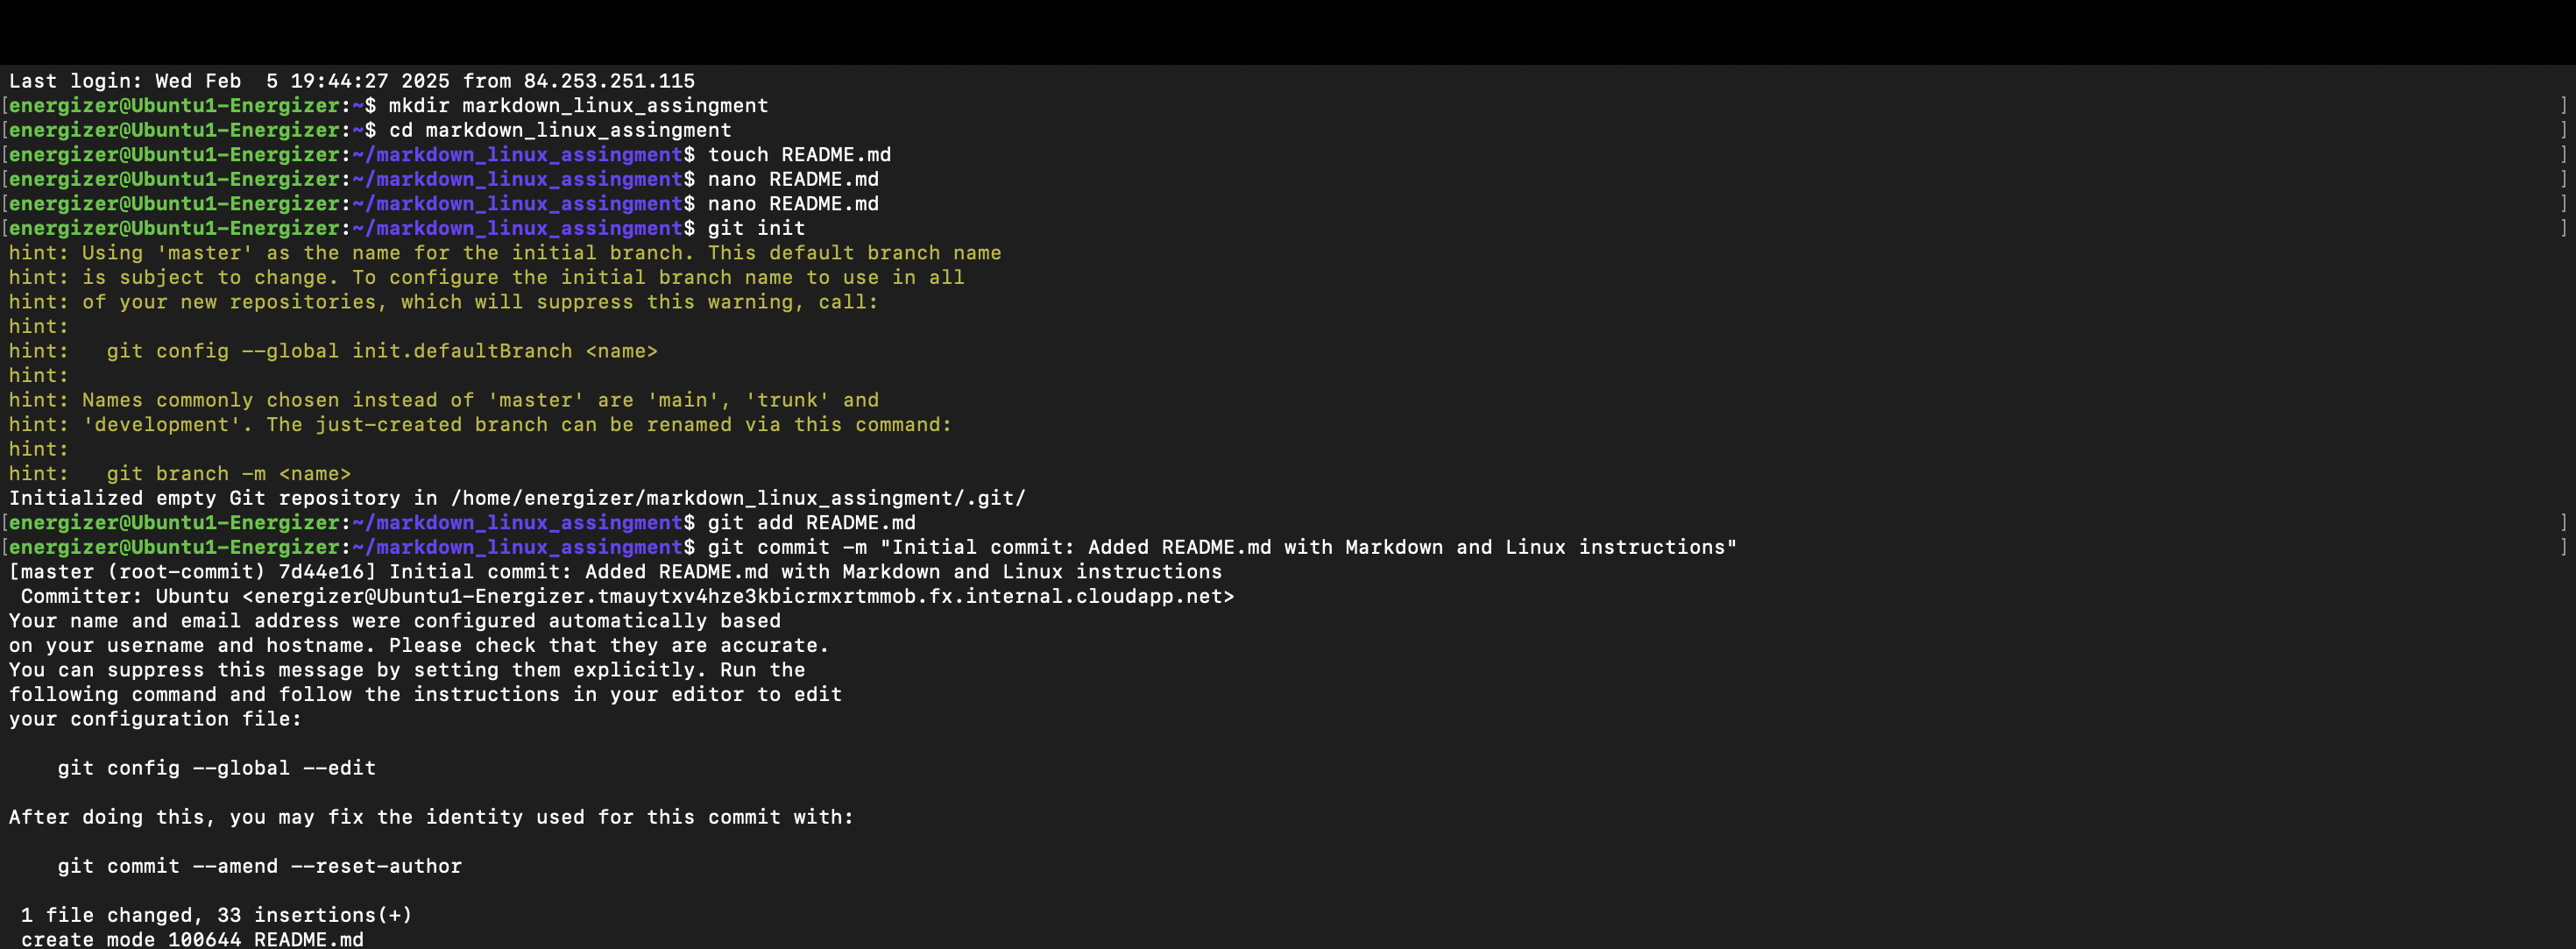 Last login: Wed Feb  5 19:44:27 2025 from 84.253.251.115
[energizer@Ubuntu1-Energizer:~$ mkdir markdown_linux_assingment ]
[energizer@Ubuntu1-Energizer:~$ cd markdown_linux_assingment ]
[energizer@Ubuntu1-Energizer:~/markdown_linux_assingment$ touch README.md ]
[energizer@Ubuntu1-Energizer:~/markdown_linux_assingment$ nano README.md ]
[energizer@Ubuntu1-Energizer:~/markdown_linux_assingment$ nano README.md ]
[energizer@Ubuntu1-Energizer:~/markdown_linux_assingment$ git init ]
hint: Using 'master' as the name for the initial branch. This default branch name
hint: is subject to change. To configure the initial branch name to use in all
hint: of your new repositories, which will suppress this warning, call:
hint:
hint:   git config --global init.defaultBranch <name>
hint:
hint: Names commonly chosen instead of 'master' are 'main', 'trunk' and
hint: 'development'. The just-created branch can be renamed via this command:
hint:
hint:   git branch -m <name>
Initialized empty Git repository in /home/energizer/markdown_linux_assingment/.git/
[energizer@Ubuntu1-Energizer:~/markdown_linux_assingment$ git add README.md ]
[energizer@Ubuntu1-Energizer:~/markdown_linux_assingment$ git commit -m "Initial commit: Added README.md with Markdown and Linux instructions" ]
[master (root-commit) 7d44e16] Initial commit: Added README.md with Markdown and Linux instructions
 Committer: Ubuntu <energizer@Ubuntu1-Energizer.tmauytxv4hze3kbicrmxrtmmob.fx.internal.cloudapp.net>
Your name and email address were configured automatically based
on your username and hostname. Please check that they are accurate.
You can suppress this message by setting them explicitly. Run the
following command and follow the instructions in your editor to edit
your configuration file:
    git config --global --edit
After doing this, you may fix the identity used for this commit with:
    git commit --amend --reset-author
 1 file changed, 33 insertions(+)
 create mode 100644 README.md